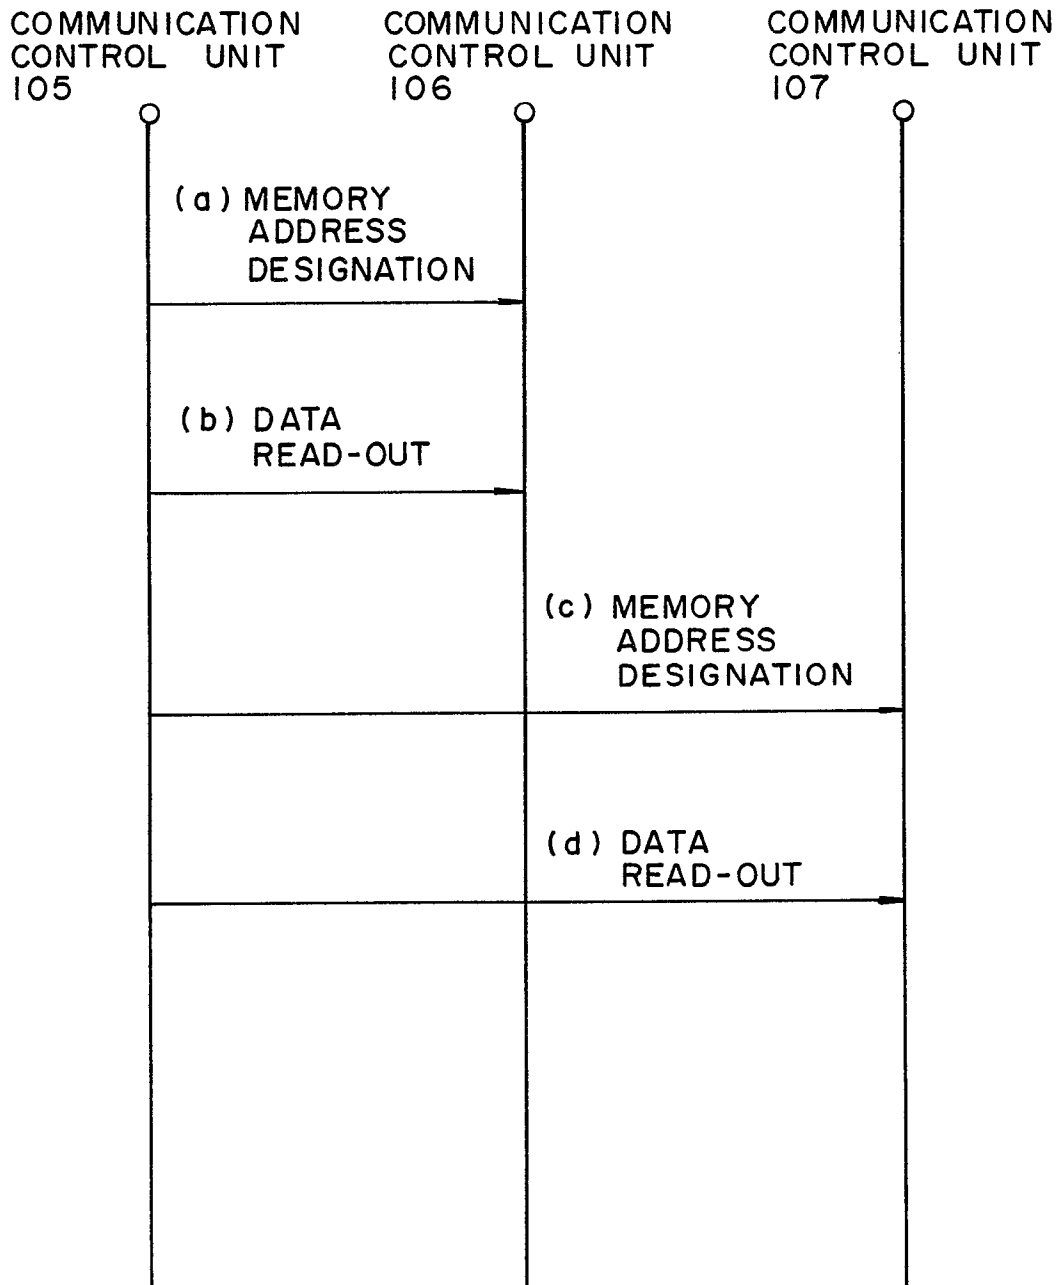 COMMUNICATION
CONTROL UNIT
105
COMMUNICATION
CONTROL UNIT
106
COMMUNICATION
CONTROL UNIT
107
(a) MEMORY
ADDRESS
DESIGNATION
(b) DATA
READ-OUT
(c) MEMORY
ADDRESS
DESIGNATION
(d) DATA
READ-OUT